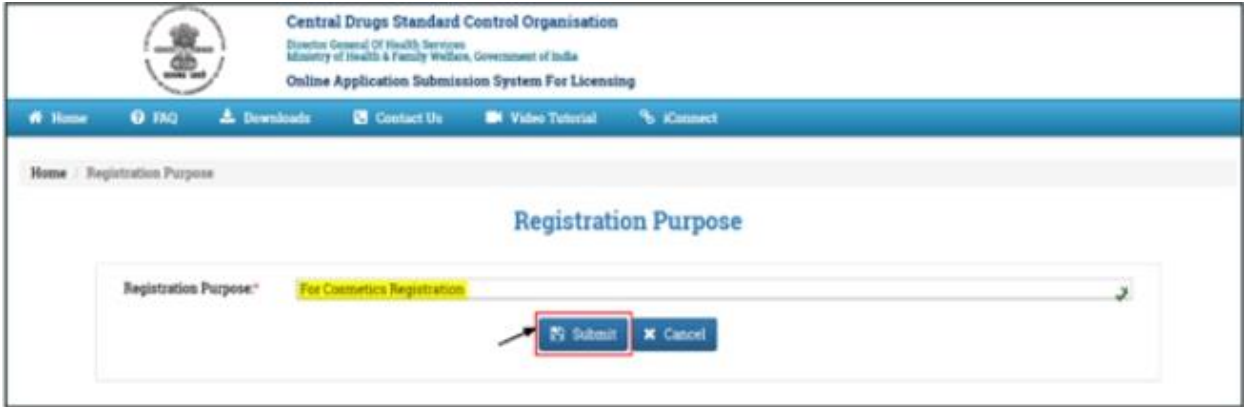 Central Drugs Standard Control Organisation
Director General Of Health Services
Ministry of Health & Family Welfare, Government of India
Online Application Submission System For Licensing
Home FAQ Downloads Contact Us Video Tutorial iConnect
Home / Registration Purpose
Registration Purpose
Registration Purpose:* For Cosmetics Registration
Submit Cancel